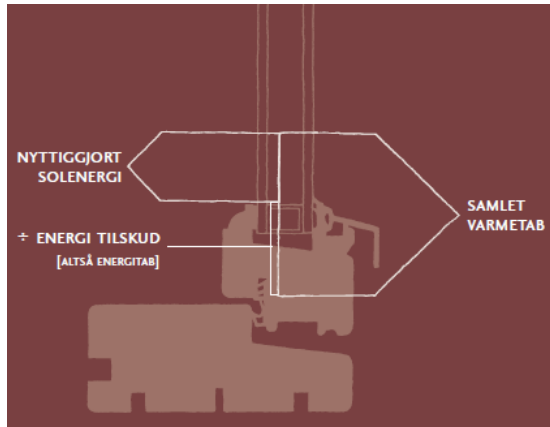 NYTTIGGJORT
SOLENERGI
÷ ENERGI TILSKUD
[ALTSÅ ENERGITAB]
SAMLET
VARMETAB